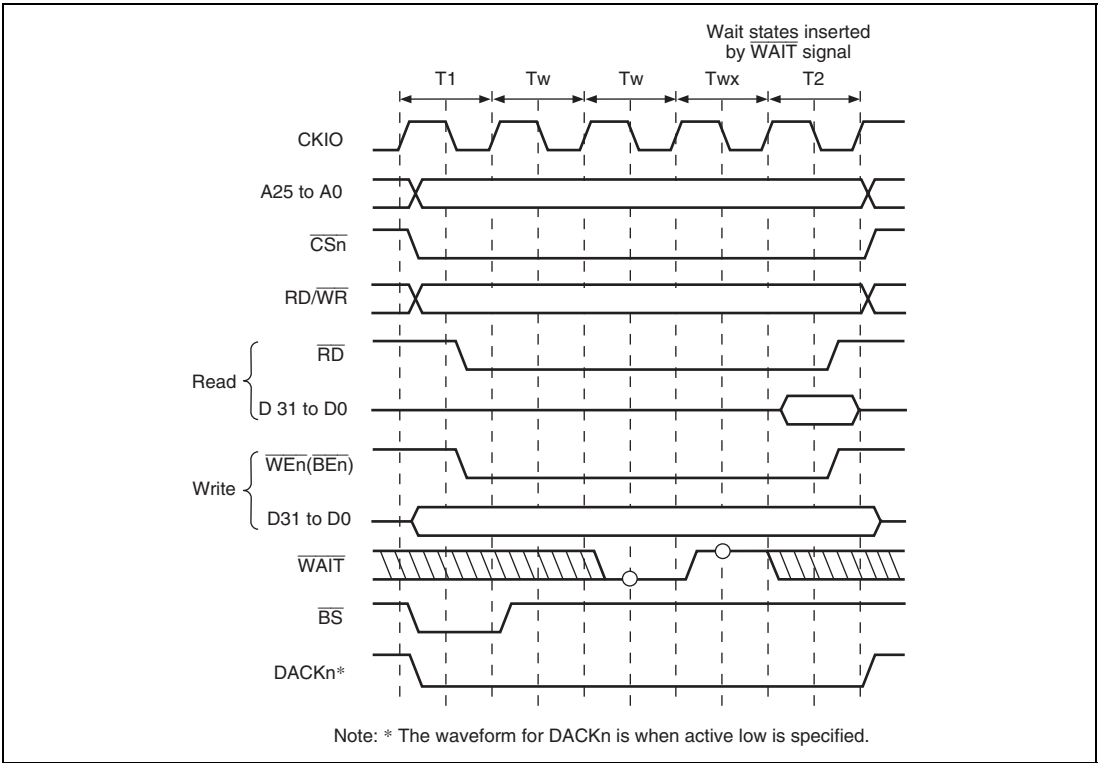 Wait states inserted
by WAIT signal
T1 Tw Tw Twx T2
CKIO
A25 to A0
CSn
RD/WR
RD
Read
D 31 to D0
WEn(BEn)
Write
D31 to D0
WAIT
BS
DACKn*
Note: * The waveform for DACKn is when active low is specified.